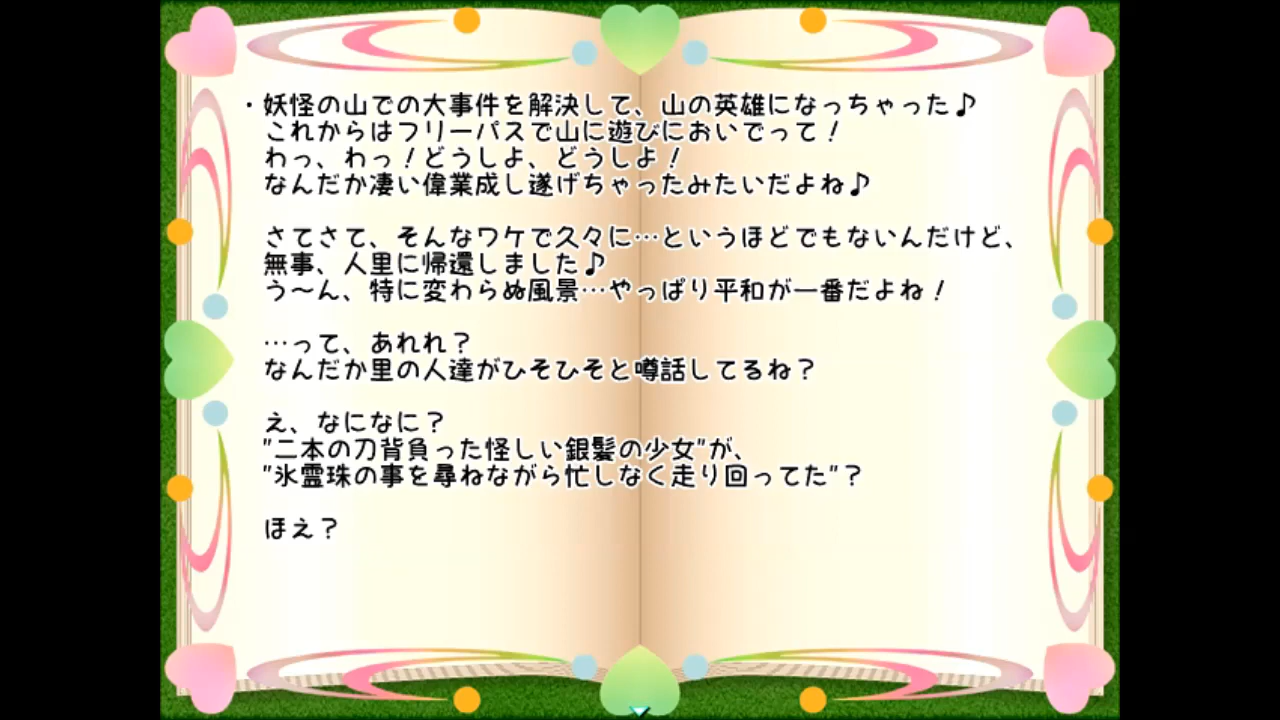 ・妖怪の山での大事件を解決して、山の英雄になっちゃった♪
これからはフリーパスで山に遊びにおいでって！
わっ、わっ！どうしよ、どうしよ！
なんだか凄い偉業成し遂げちゃったみたいだよね♪
さてさて、そんなワケで久々に…というほどでもないんだけど、
無事、人里に帰還しました♪
う～ん、特に変わらぬ風景…やっぱり平和が一番だよね！
…って、あれれ？
なんだか里の人達がひそひそと噂話してるね？
え、なになに？
"二本の刀背負った怪しい銀髪の少女"が、
"氷霊珠の事を尋ねながら忙しなく走り回ってた"？
ほえ？